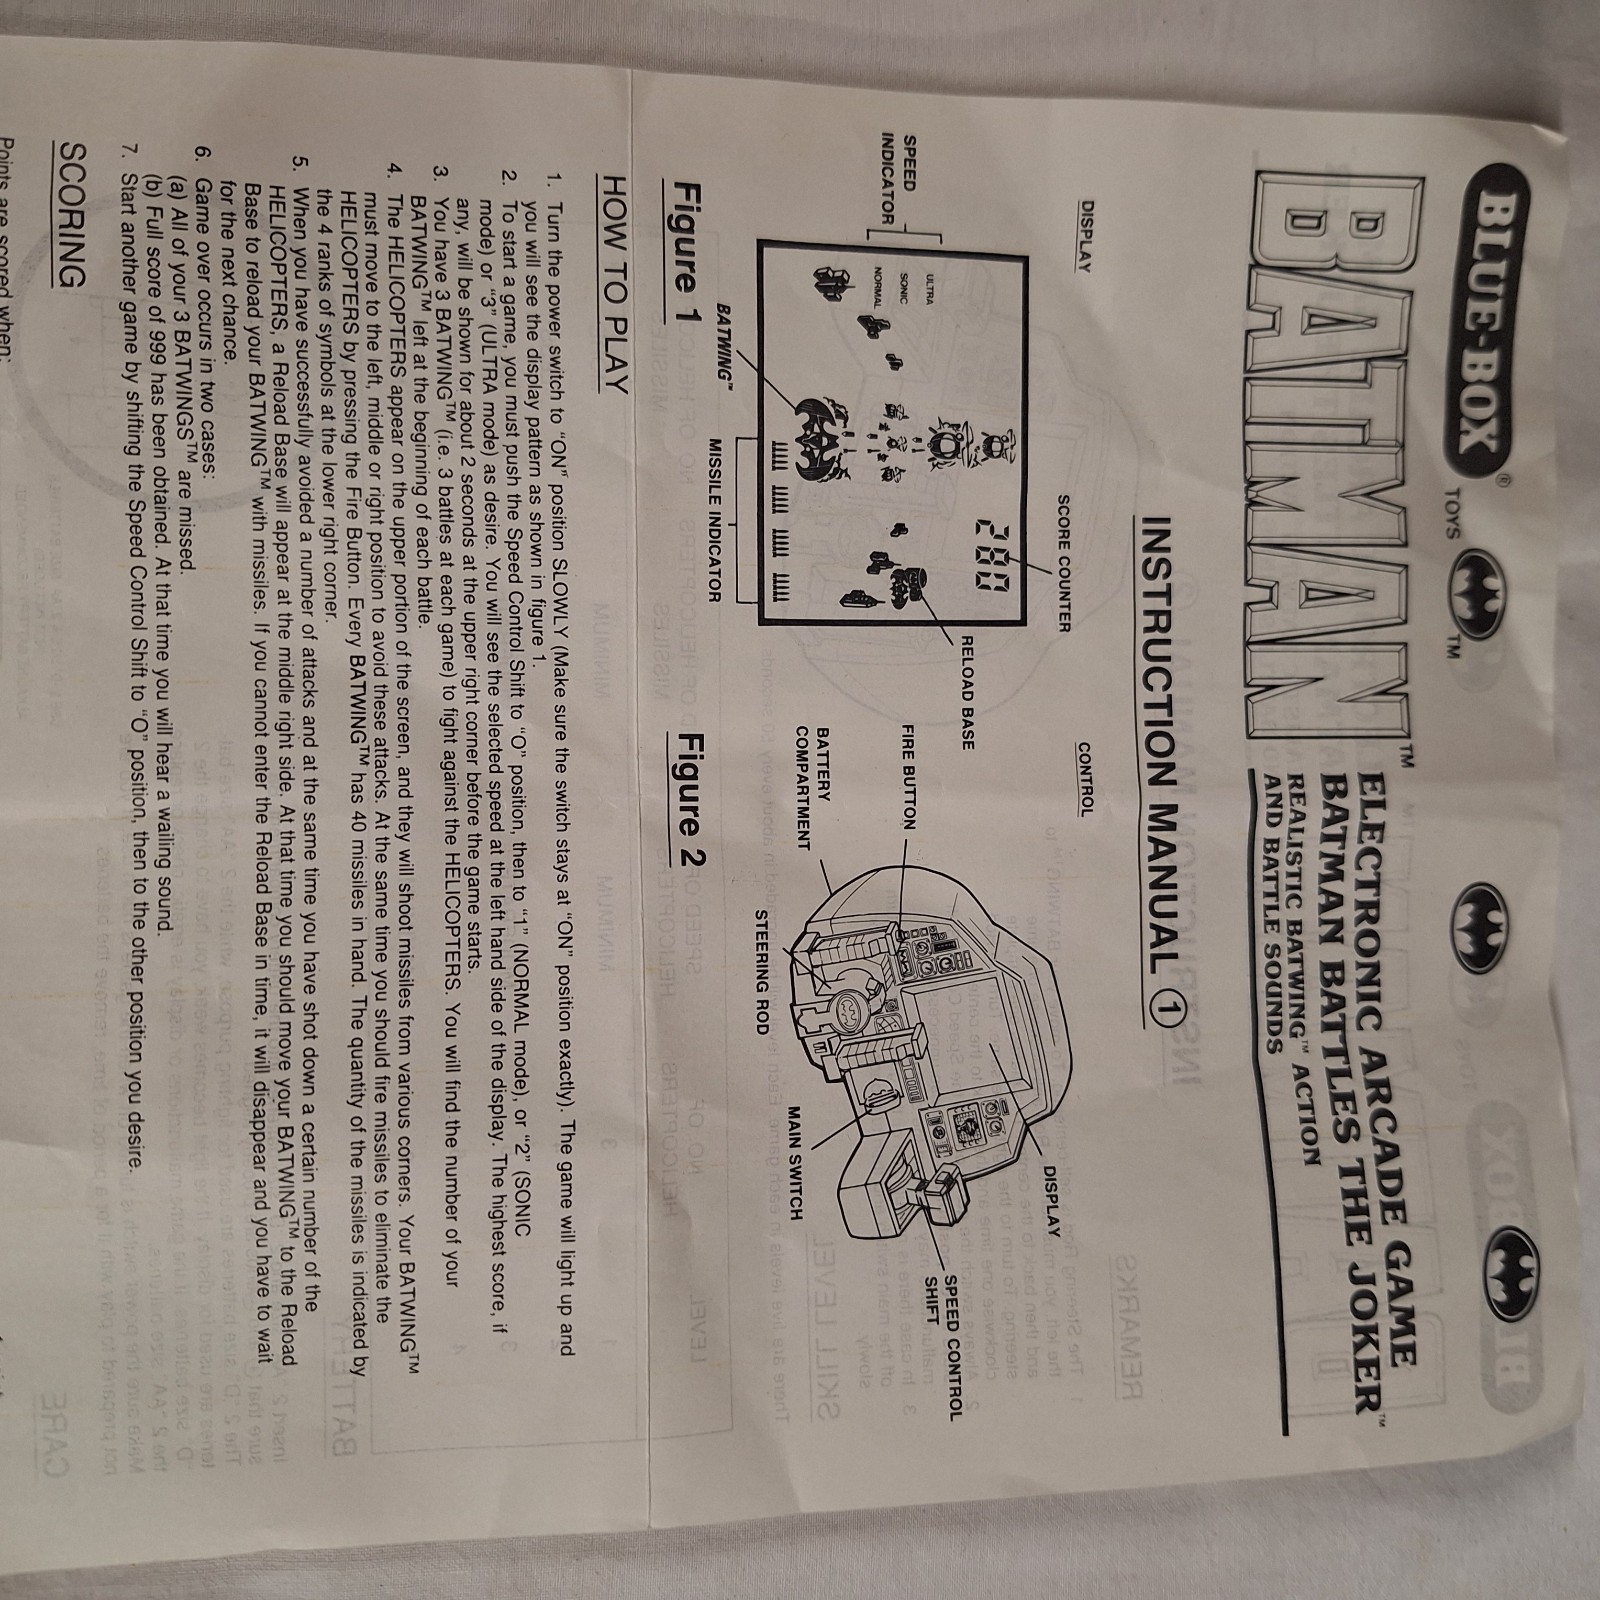 BLUE-BOX® TOYS ™
BATMAN™
ELECTRONIC ARCADE GAME
BATMAN BATTLES THE JOKER™
REALISTIC BATWING™ ACTION
AND BATTLE SOUNDS
INSTRUCTION MANUAL 1
DISPLAY
SCORE COUNTER
SPEED
INDICATOR
ULTRA
SONIC
NORMAL
280
RELOAD BASE
BATWING™
MISSILE INDICATOR
Figure 1
CONTROL
DISPLAY
FIRE BUTTON
SPEED CONTROL
SHIFT
BATTERY
COMPARTMENT
STEERING ROD
MAIN SWITCH
Figure 2
HOW TO PLAY
1. Turn the power switch to "ON" position SLOWLY (Make sure the switch stays at "ON" position exactly). The game will light up and
you will see the display pattern as shown in figure 1.
2. To start a game, you must push the Speed Control Shift to "O" position, then to "1" (NORMAL mode), or "2" (SONIC
mode) or "3" (ULTRA mode) as desire. You will see the selected speed at the left hand side of the display. The highest score, if
any, will be shown for about 2 seconds at the upper right corner before the game starts.
3. You have 3 BATWING™ (i.e. 3 battles at each game) to fight against the HELICOPTERS. You will find the number of your
BATWING™ left at the beginning of each battle.
4. The HELICOPTERS appear on the upper portion of the screen, and they will shoot missiles from various corners. Your BATWING™
must move to the left, middle or right position to avoid these attacks. At the same time you should fire missiles to eliminate the
HELICOPTERS by pressing the Fire Button. Every BATWING™ has 40 missiles in hand. The quantity of the missiles is indicated by
the 4 ranks of symbols at the lower right corner.
5. When you have successfully avoided a number of attacks and at the same time you have shot down a certain number of the
HELICOPTERS, a Reload Base will appear at the middle right side. At that time you should move your BATWING™ to the Reload
Base to reload your BATWING™ with missiles. If you cannot enter the Reload Base in time, it will disappear and you have to wait
for the next chance.
6. Game over occurs in two cases:
(a) All of your 3 BATWINGS™ are missed.
(b) Full score of 999 has been obtained. At that time you will hear a wailing sound.
7. Start another game by shifting the Speed Control Shift to "O" position, then to the other position you desire.
SCORING
Points are scored when: